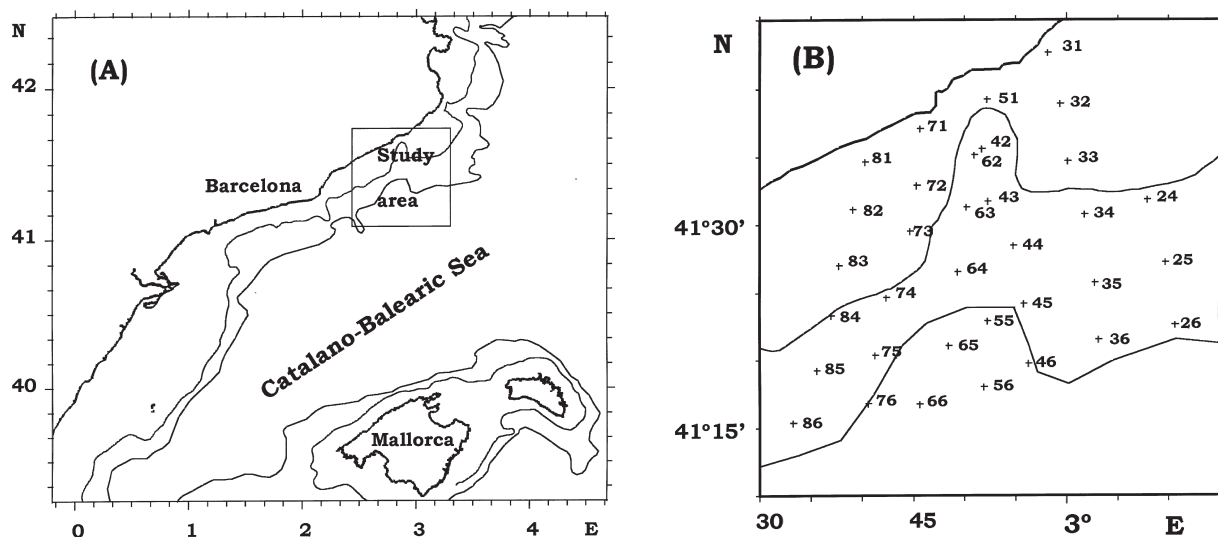 N
(A)
42
Study
Barcelona
area
41
Catalano-Balearic Sea
40
Mallorca
0 1 2 3 4 E
N
(B)
31
51 32
71
42
81 62 33
72
43 24
82 63 34
41°30’
73
44
83 64 25
35
74 45
84 55 26
65 36
75
85 46
56
76 66
86
41°15’
30 45 3° E